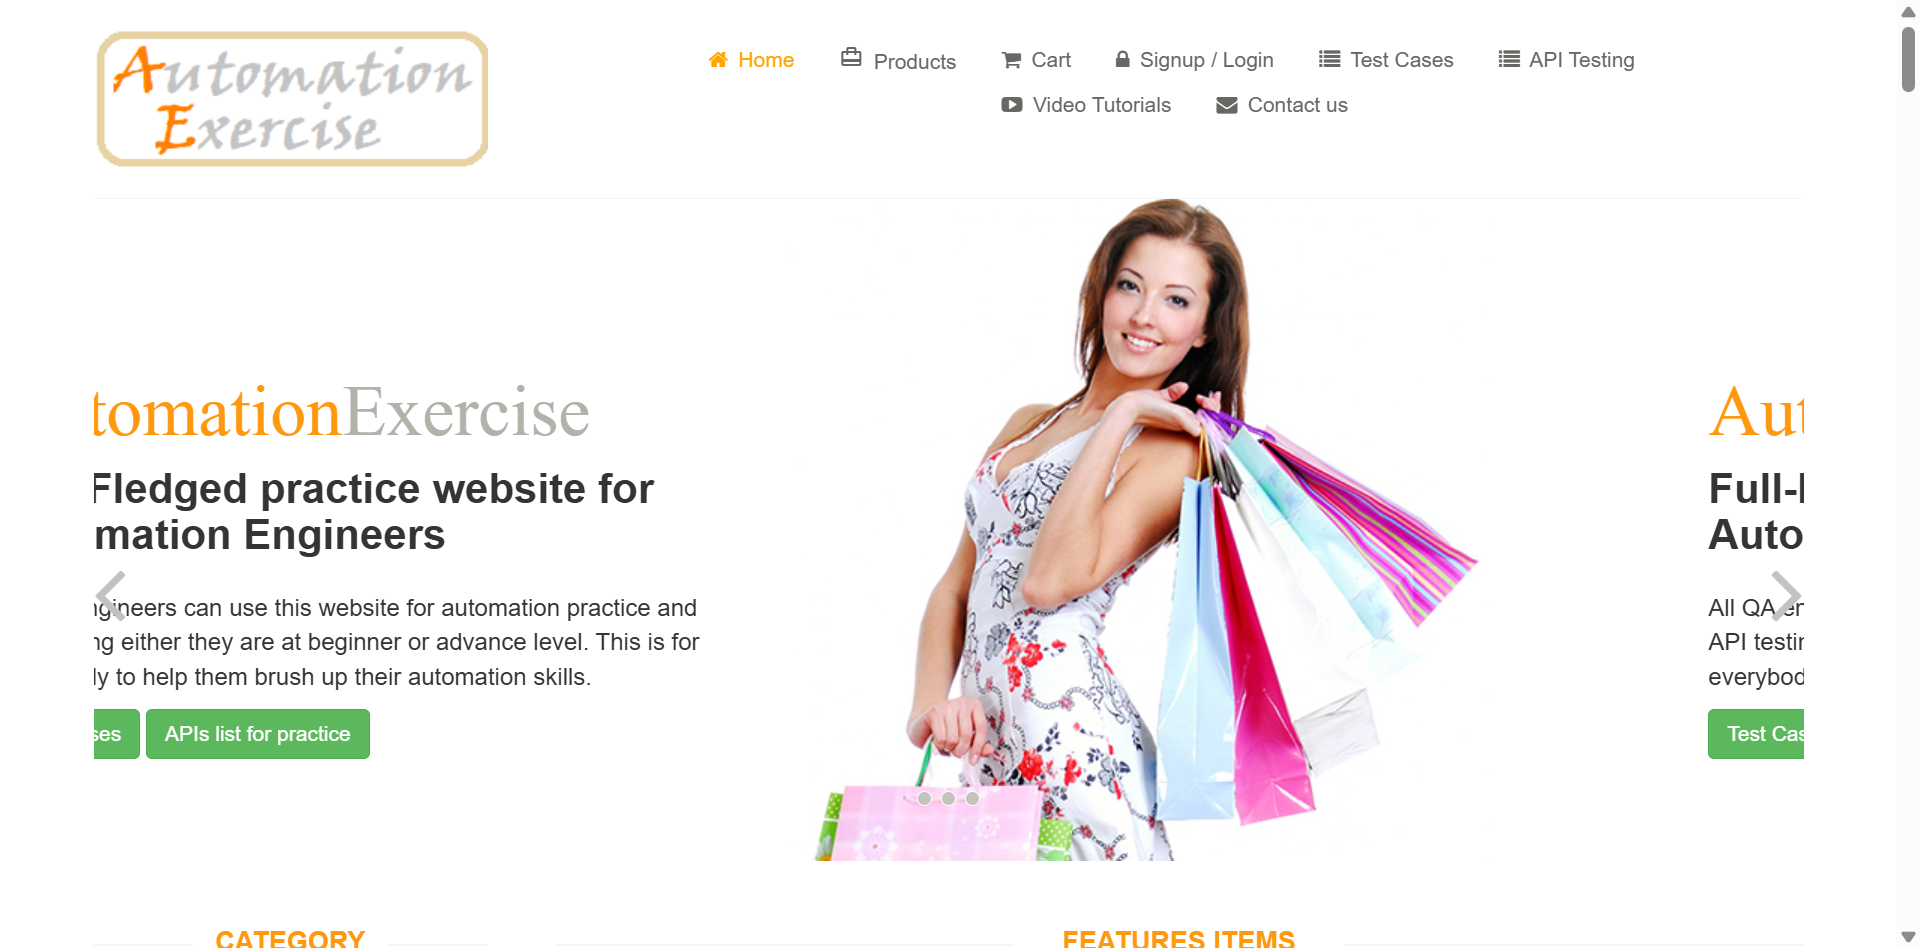 Automation
Exercise
Home
Products
Cart
Signup / Login
Test Cases
API Testing
Video Tutorials
Contact us
tomationExercise
Fledged practice website for
mation Engineers
ngineers can use this website for automation practice and
ng either they are at beginner or advance level. This is for
ly to help them brush up their automation skills.
ses
APIs list for practice
Aut
Full-
Auto
All QA en
API testin
everybod
Test Cas
CATEGORY
FEATURES ITEMS